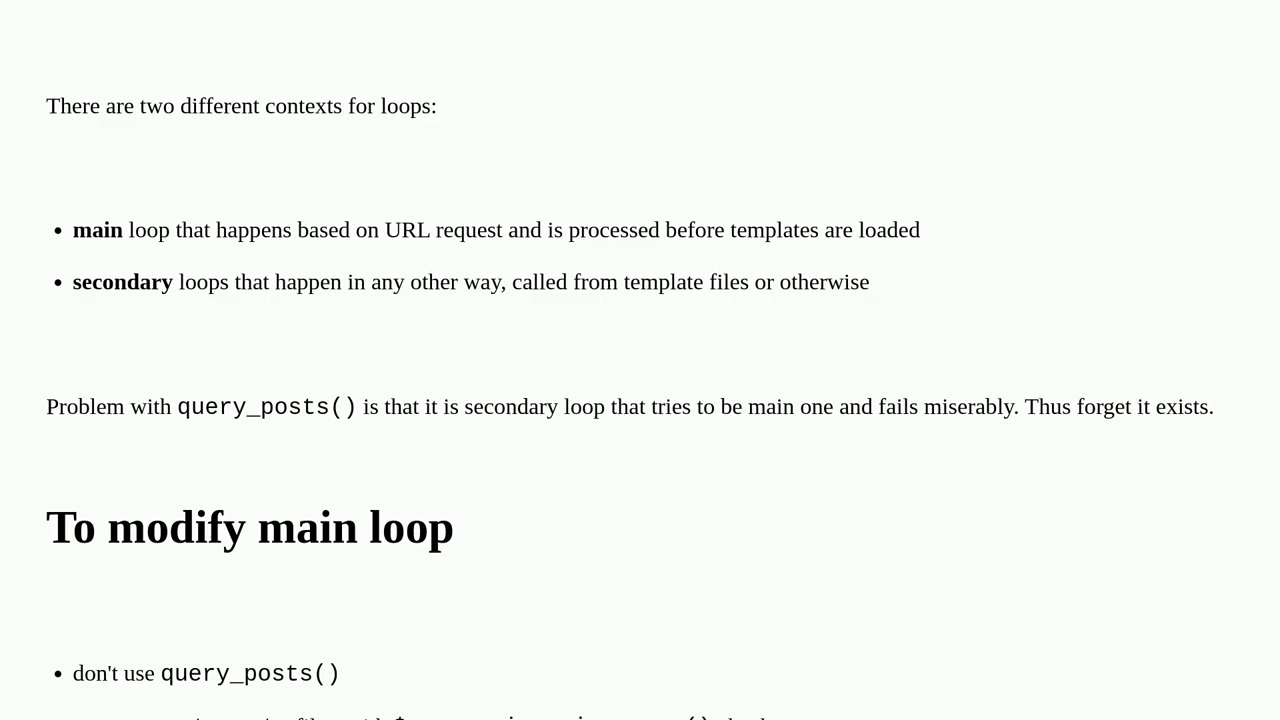 There are two different contexts for loops:
main loop that happens based on URL request and is processed before templates are loaded
secondary loops that happen in any other way, called from template files or otherwise
Problem with query_posts() is that it is secondary loop that tries to be main one and fails miserably. Thus forget it exists.
To modify main loop
don't use query_posts()